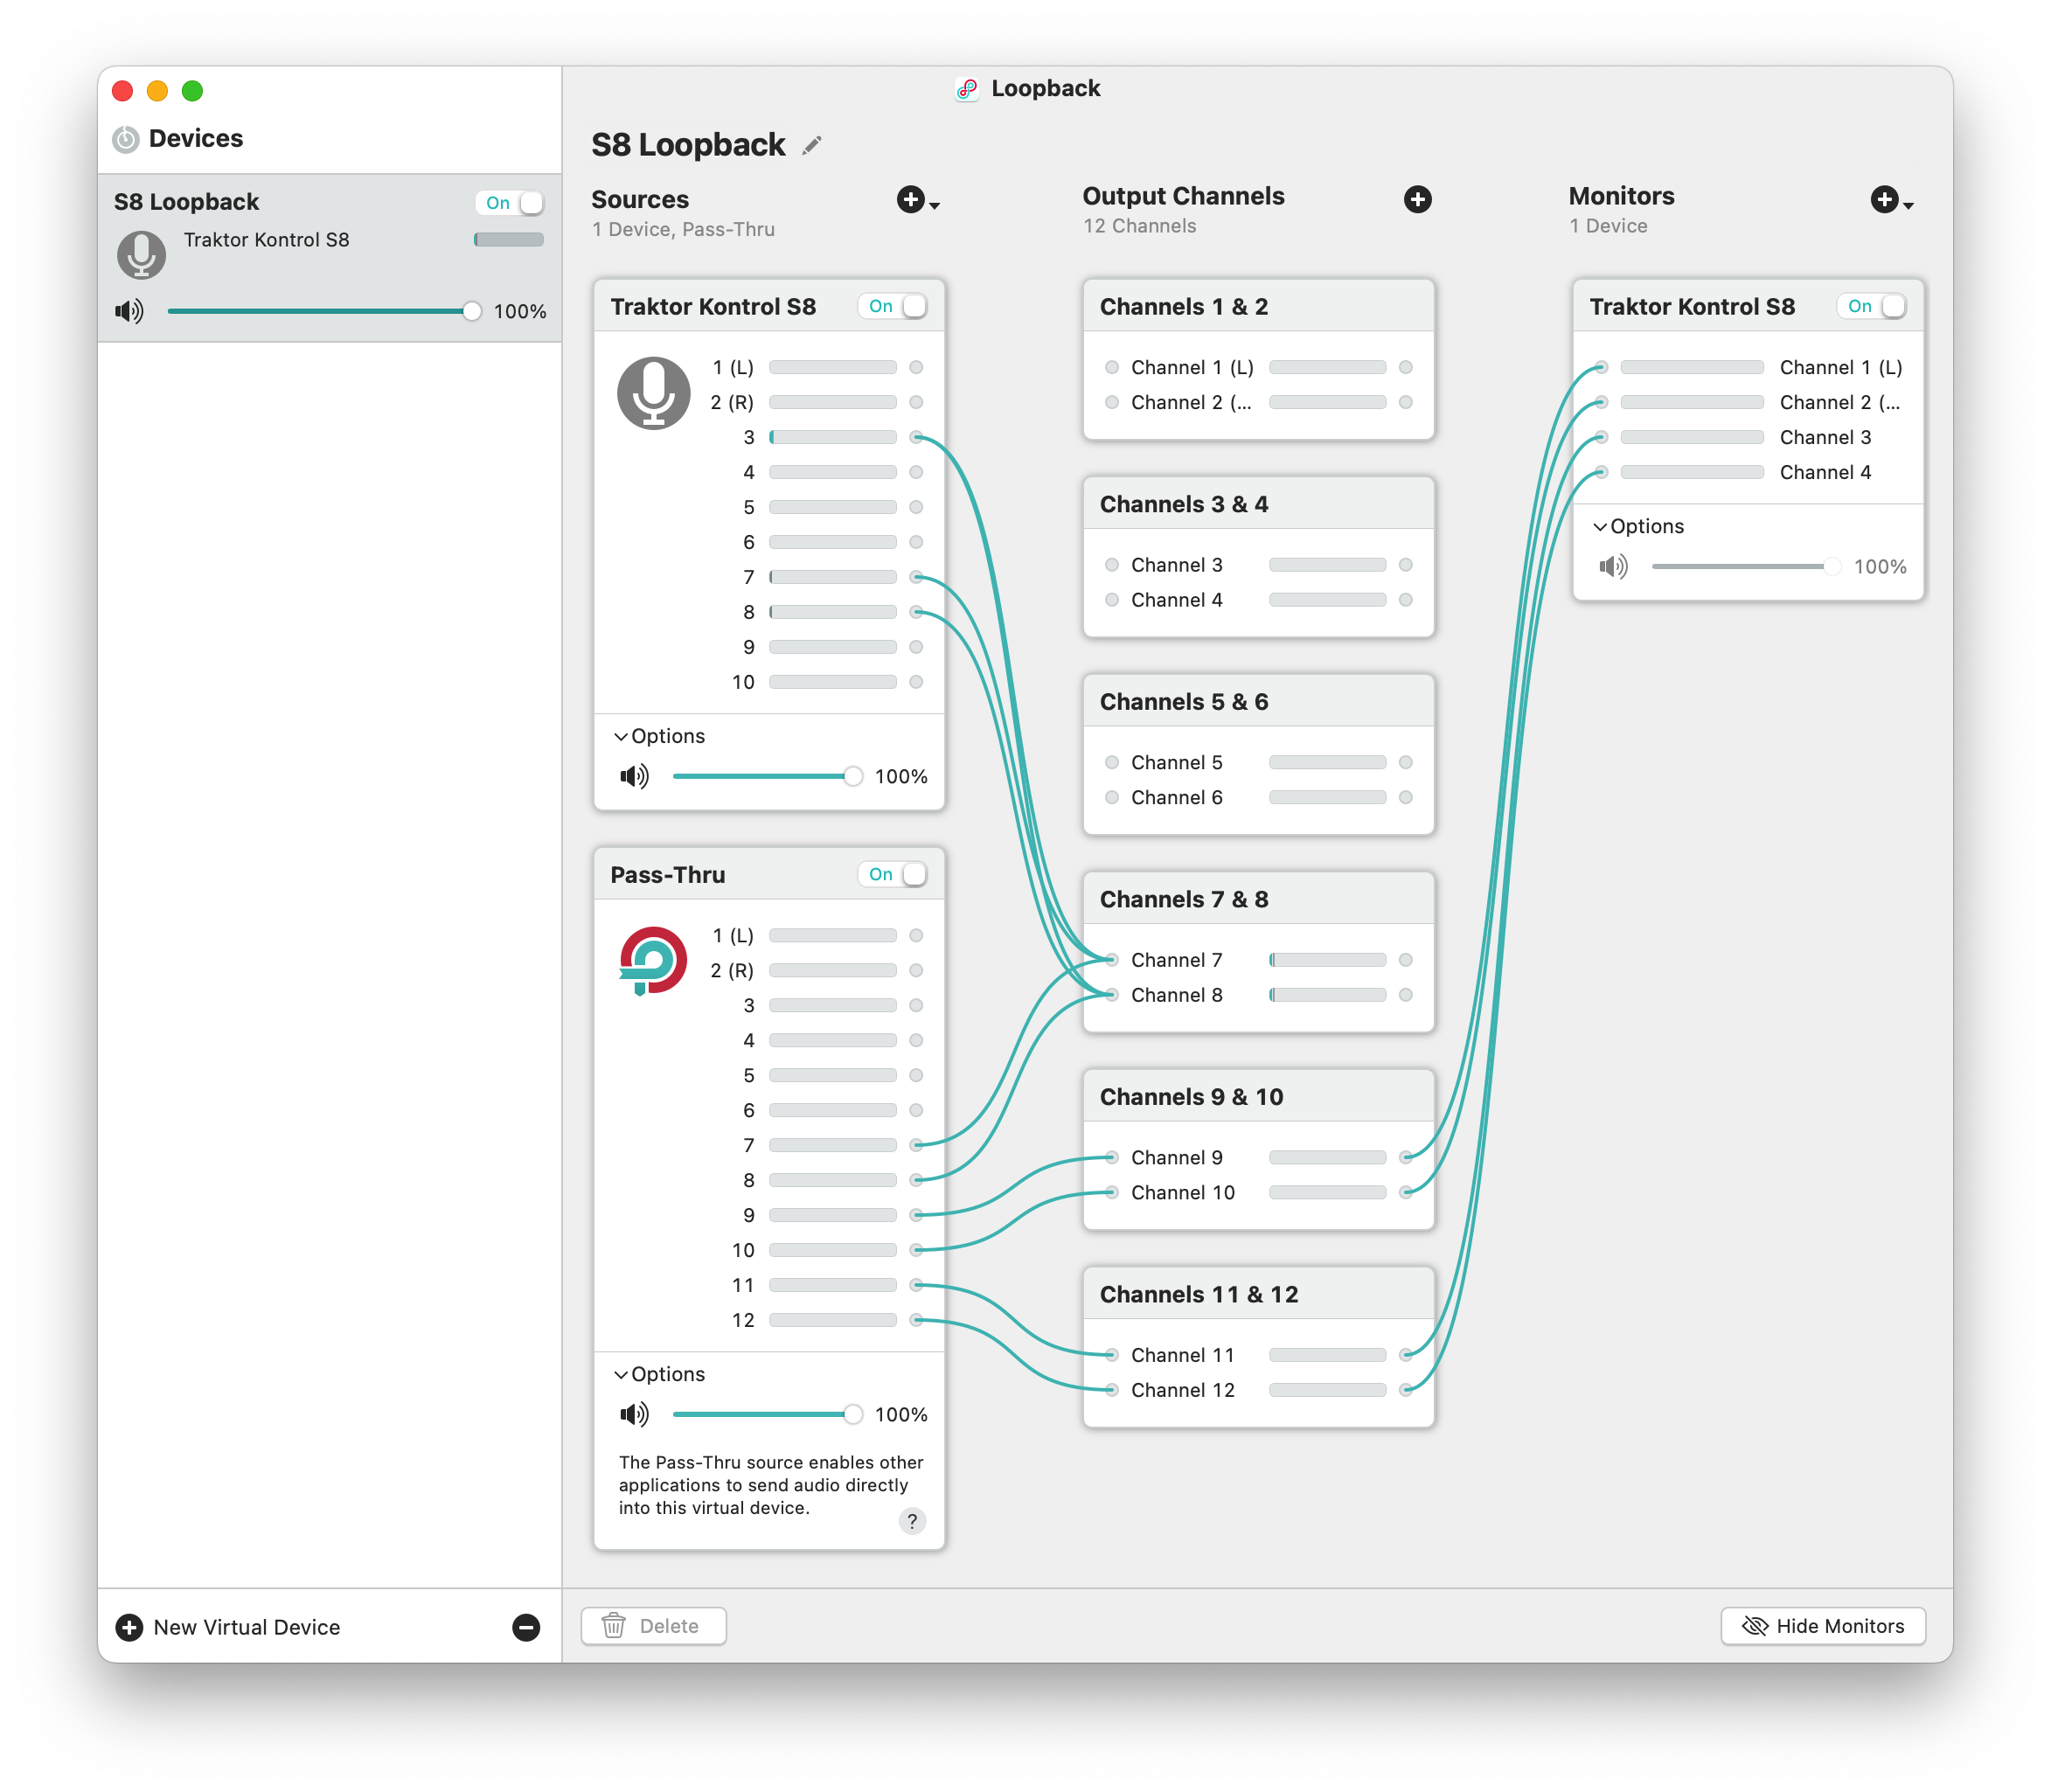 Loopback
Devices
S8 Loopback
On
Traktor Kontrol S8
100%
New Virtual Device
S8 Loopback
Sources
1 Device, Pass-Thru
Traktor Kontrol S8
On
1 (L)
2 (R)
3
4
5
6
7
8
9
10
Options
100%
Pass-Thru
On
1 (L)
2 (R)
3
4
5
6
7
8
9
10
11
12
Options
100%
The Pass-Thru source enables other
applications to send audio directly
into this virtual device.
?
Output Channels
12 Channels
Channels 1 & 2
Channel 1 (L)
Channel 2 (...
Channels 3 & 4
Channel 3
Channel 4
Channels 5 & 6
Channel 5
Channel 6
Channels 7 & 8
Channel 7
Channel 8
Channels 9 & 10
Channel 9
Channel 10
Channels 11 & 12
Channel 11
Channel 12
Monitors
1 Device
Traktor Kontrol S8
On
Channel 1 (L)
Channel 2 (...
Channel 3
Channel 4
Options
100%
Delete
Hide Monitors